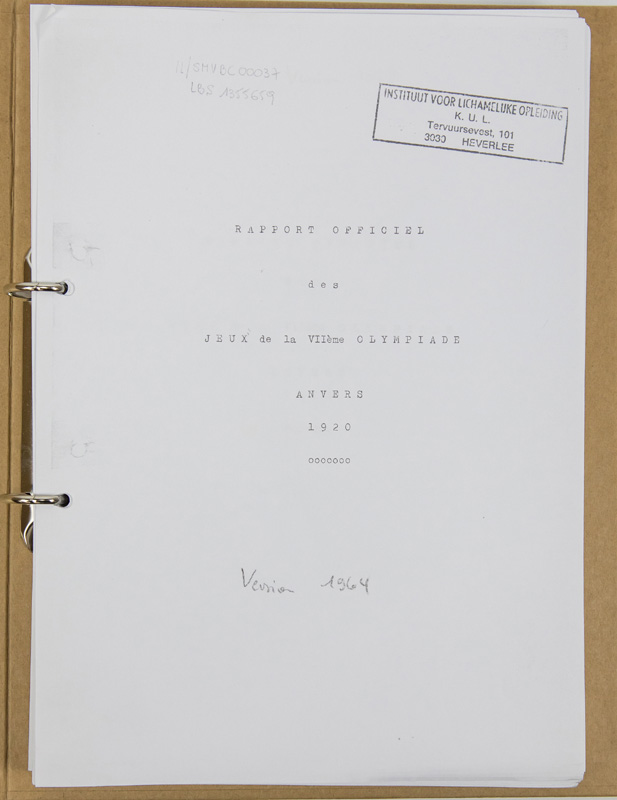 11/SMVBC00037
LBS 1355659
INSTITUUT VOOR LICHAMELIJKE OPLEIDING
K. U. L.
Tervuursevest, 101
3030 HEVERLEE
RAPPORT OFFICIEL
des
JEUX de la VIIème OLYMPIADE
ANVERS
1920
ooooooo
Version 1964